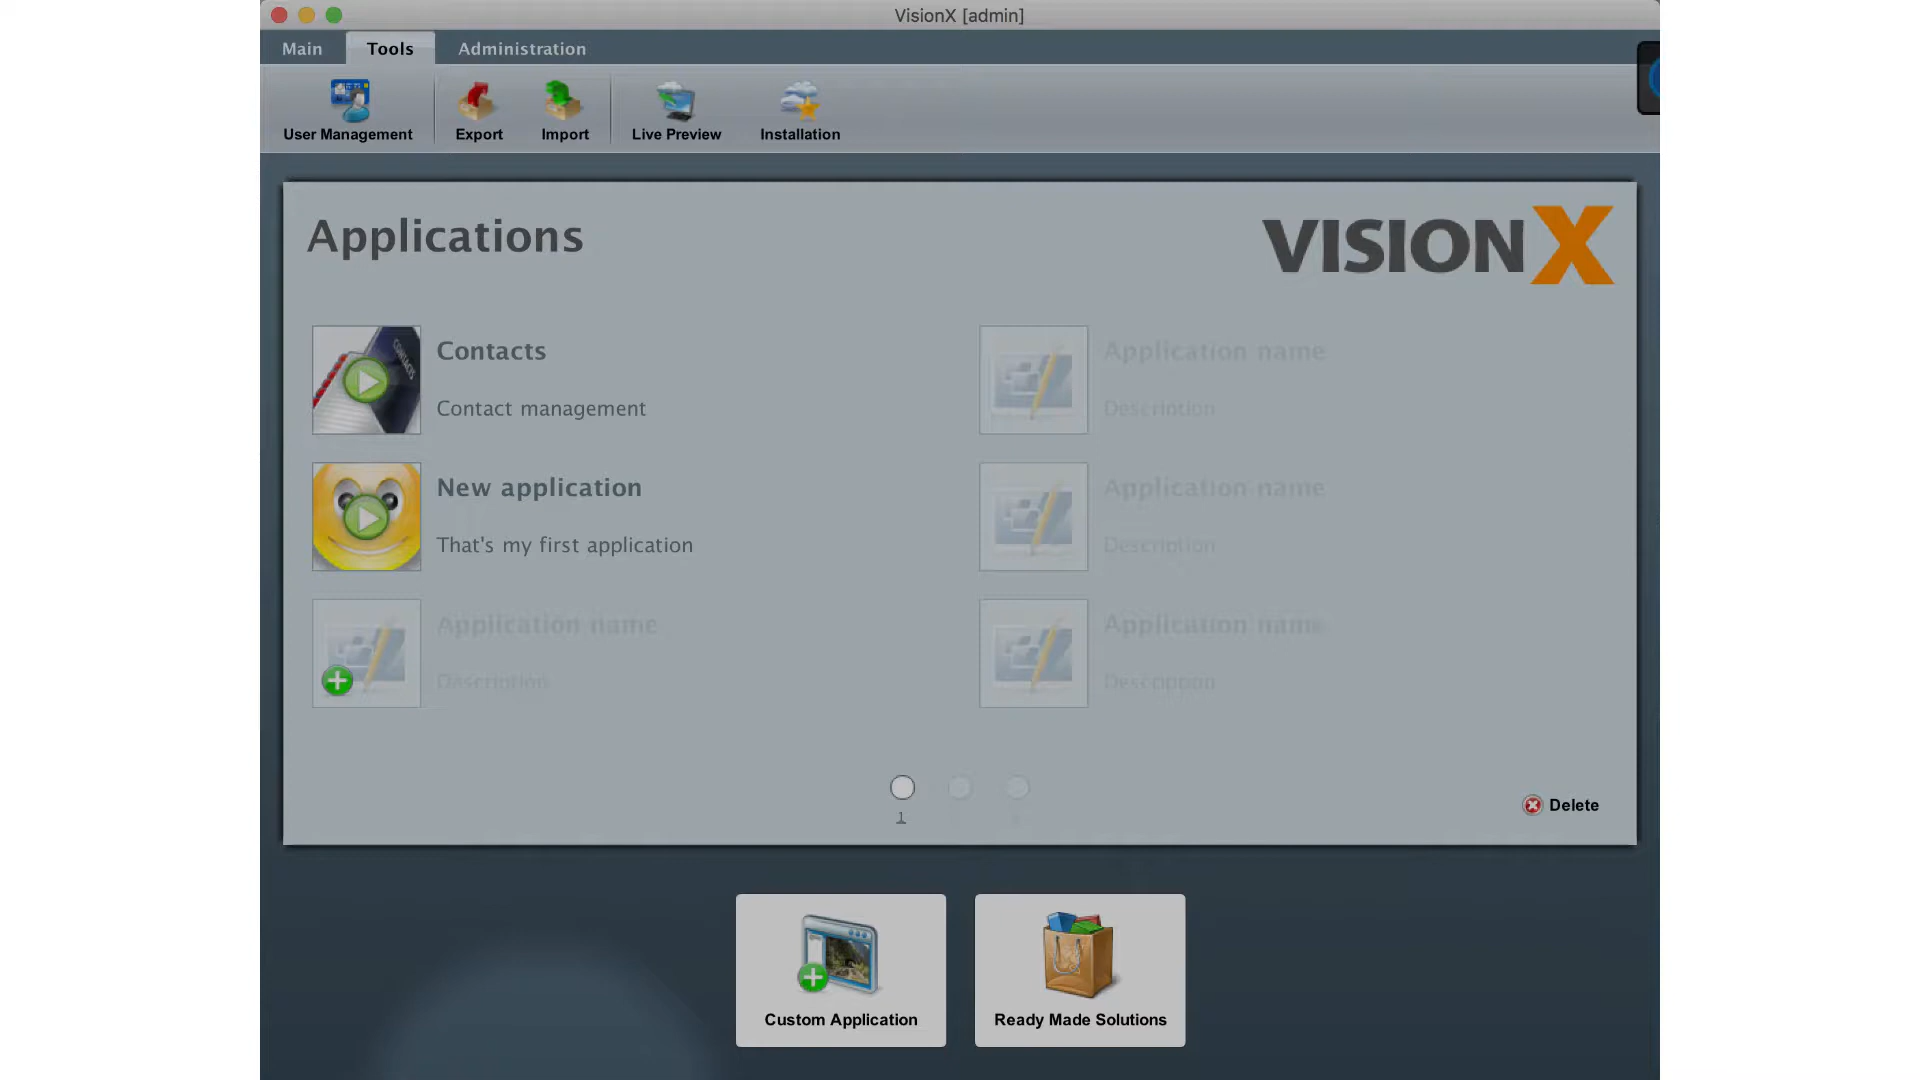 VisionX [admin]
Main
Tools
Administration
User Management
Export
Import
Live Preview
Installation
Applications
VISIONX
Contacts
Contact management
Application name
Description
New application
That's my first application
Application name
Description
Application name
Description
Application name
Description
1
Delete
Custom Application
Ready Made Solutions